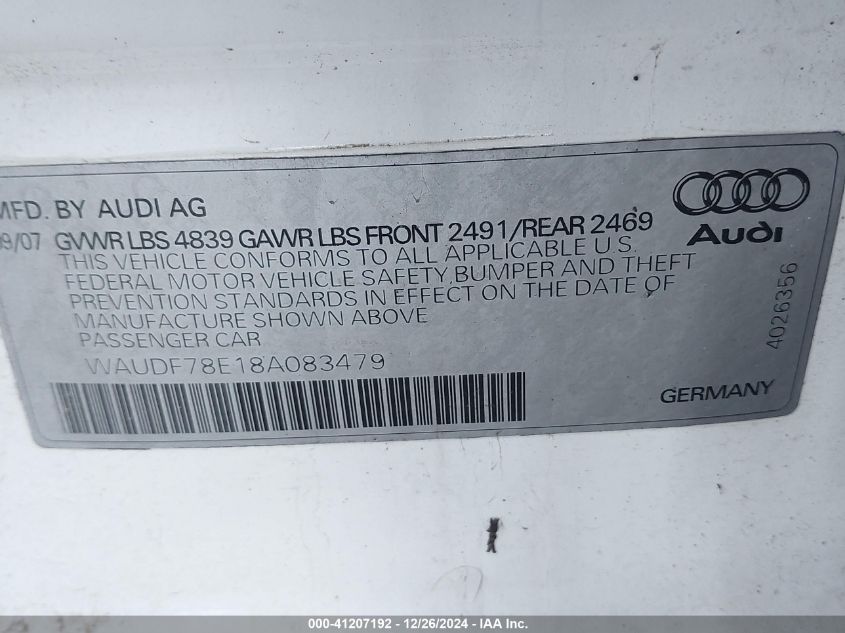 MFD. BY AUDI AG
09/07 GVWR LBS 4839 GAWR LBS FRONT 2491/REAR 2469
THIS VEHICLE CONFORMS TO ALL APPLICABLE U.S.
FEDERAL MOTOR VEHICLE SAFETY, BUMPER AND THEFT
PREVENTION STANDARDS IN EFFECT ON THE DATE OF
MANUFACTURE SHOWN ABOVE
PASSENGER CAR
WAUDF78E18A083479
Audi
4026356
GERMANY
000-41207192 - 12/26/2024 - IAA Inc.